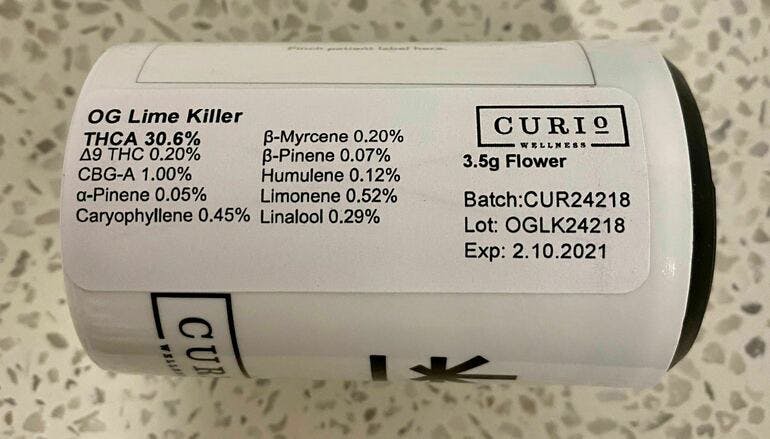 Pinch patient label here.
OG Lime Killer
THCA 30.6%
Δ9 THC 0.20%
CBG-A 1.00%
α-Pinene 0.05%
Caryophyllene 0.45%
β-Myrcene 0.20%
β-Pinene 0.07%
Humulene 0.12%
Limonene 0.52%
Linalool 0.29%
CURIO
WELLNESS
3.5g Flower
Batch:CUR24218
Lot: OGLK24218
Exp: 2.10.2021
CUR
WELL